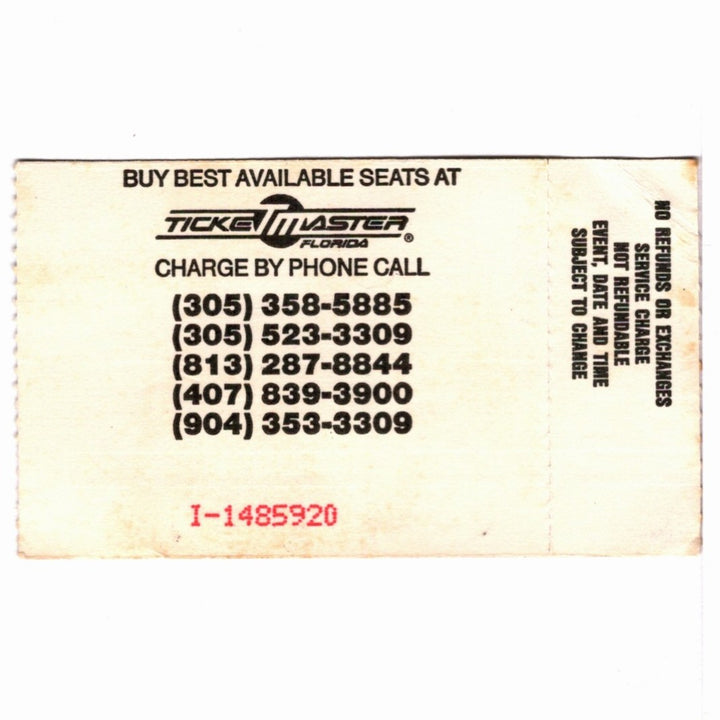 BUY BEST AVAILABLE SEATS AT
TICKETMASTER
FLORIDA ®
CHARGE BY PHONE CALL
(305) 358-5885
(305) 523-3309
(813) 287-8844
(407) 839-3900
(904) 353-3309
I-1485920
NO REFUNDS OR EXCHANGES
SERVICE CHARGE
NOT REFUNDABLE
EVENT, DATE AND TIME
SUBJECT TO CHANGE